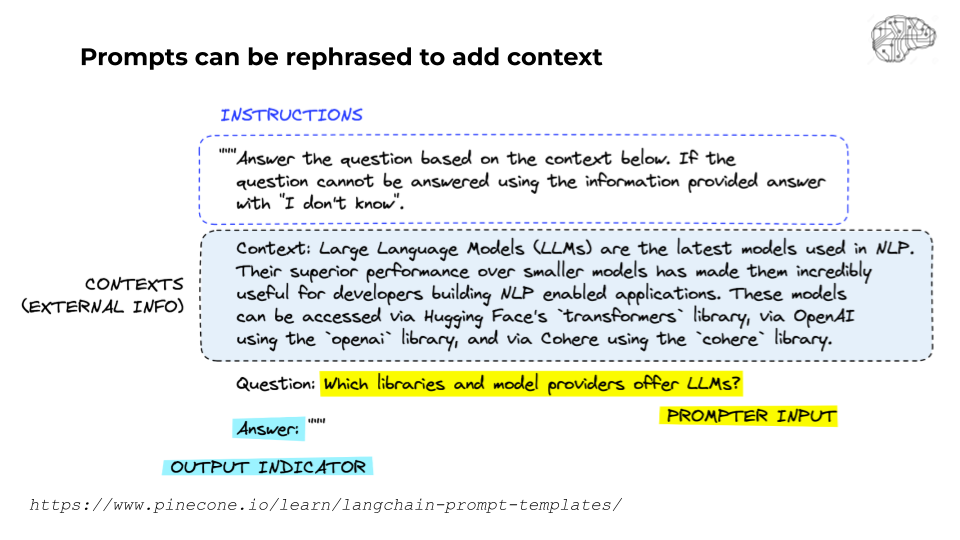 Prompts can be rephrased to add context
INSTRUCTIONS
"""Answer the question based on the context below. If the
question cannot be answered using the information provided answer
with "I don't know".
CONTEXTS
(EXTERNAL INFO)
Context: Large Language Models (LLMs) are the latest models used in NLP.
Their superior performance over smaller models has made them incredibly
useful for developers building NLP enabled applications. These models
can be accessed via Hugging Face's `transformers` library, via OpenAI
using the `openai` library, and via Cohere using the `cohere` library.
Question: Which libraries and model providers offer LLMs?
PROMPTER INPUT
Answer: """
OUTPUT INDICATOR
https://www.pinecone.io/learn/langchain-prompt-templates/